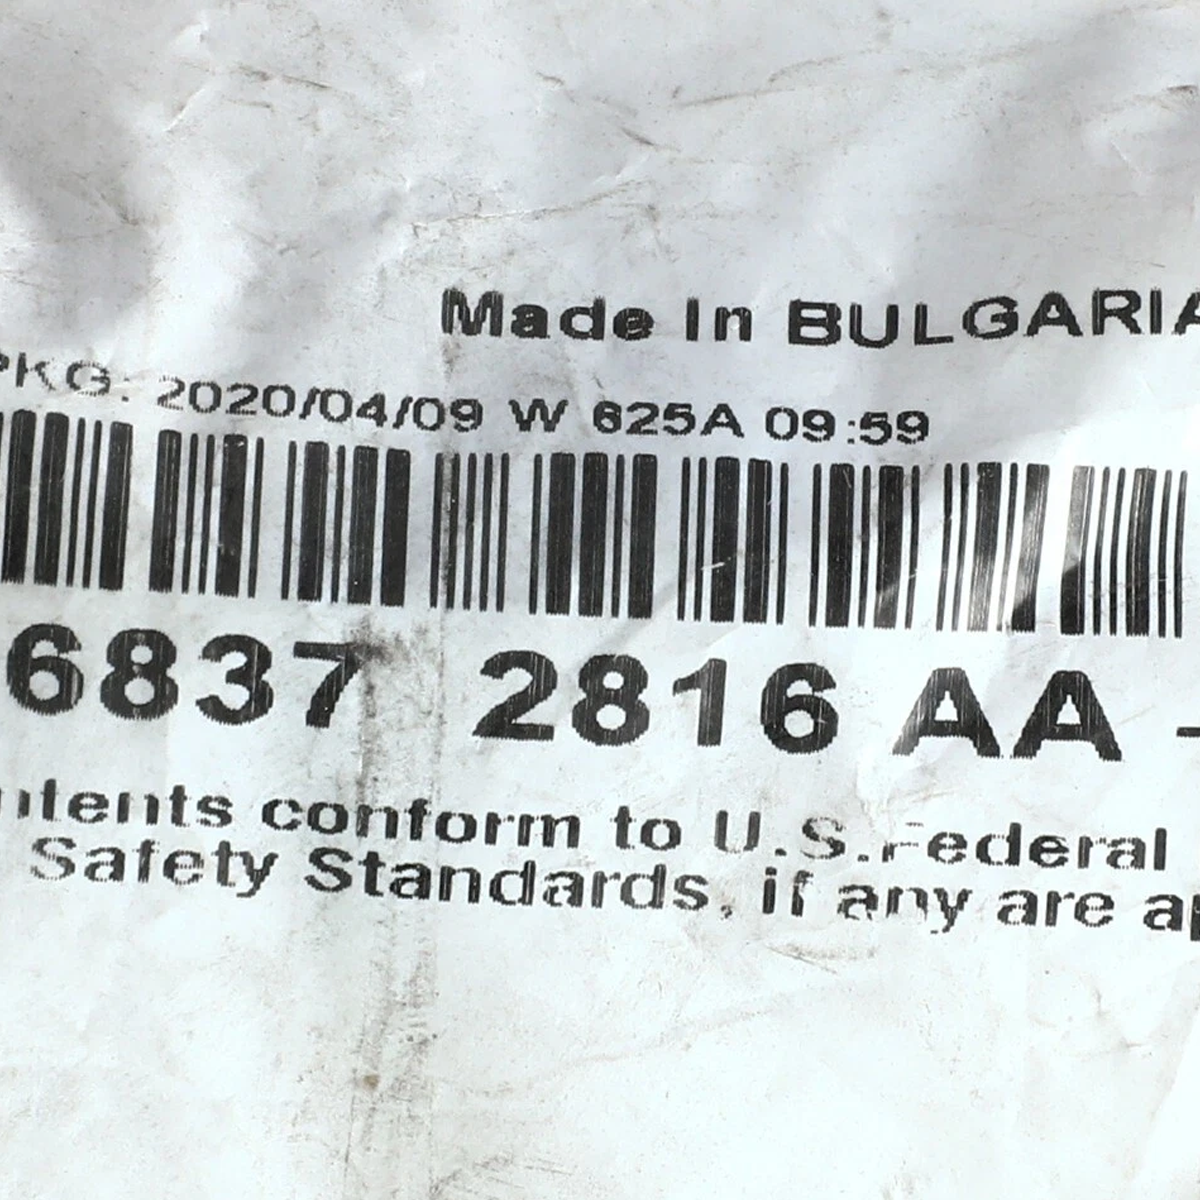 Made In BULGARIA
PKG: 2020/04/09 W 625A 09:59
6837 2816 AA -
ntents conform to U.S.Federal
Safety Standards, if any are ap